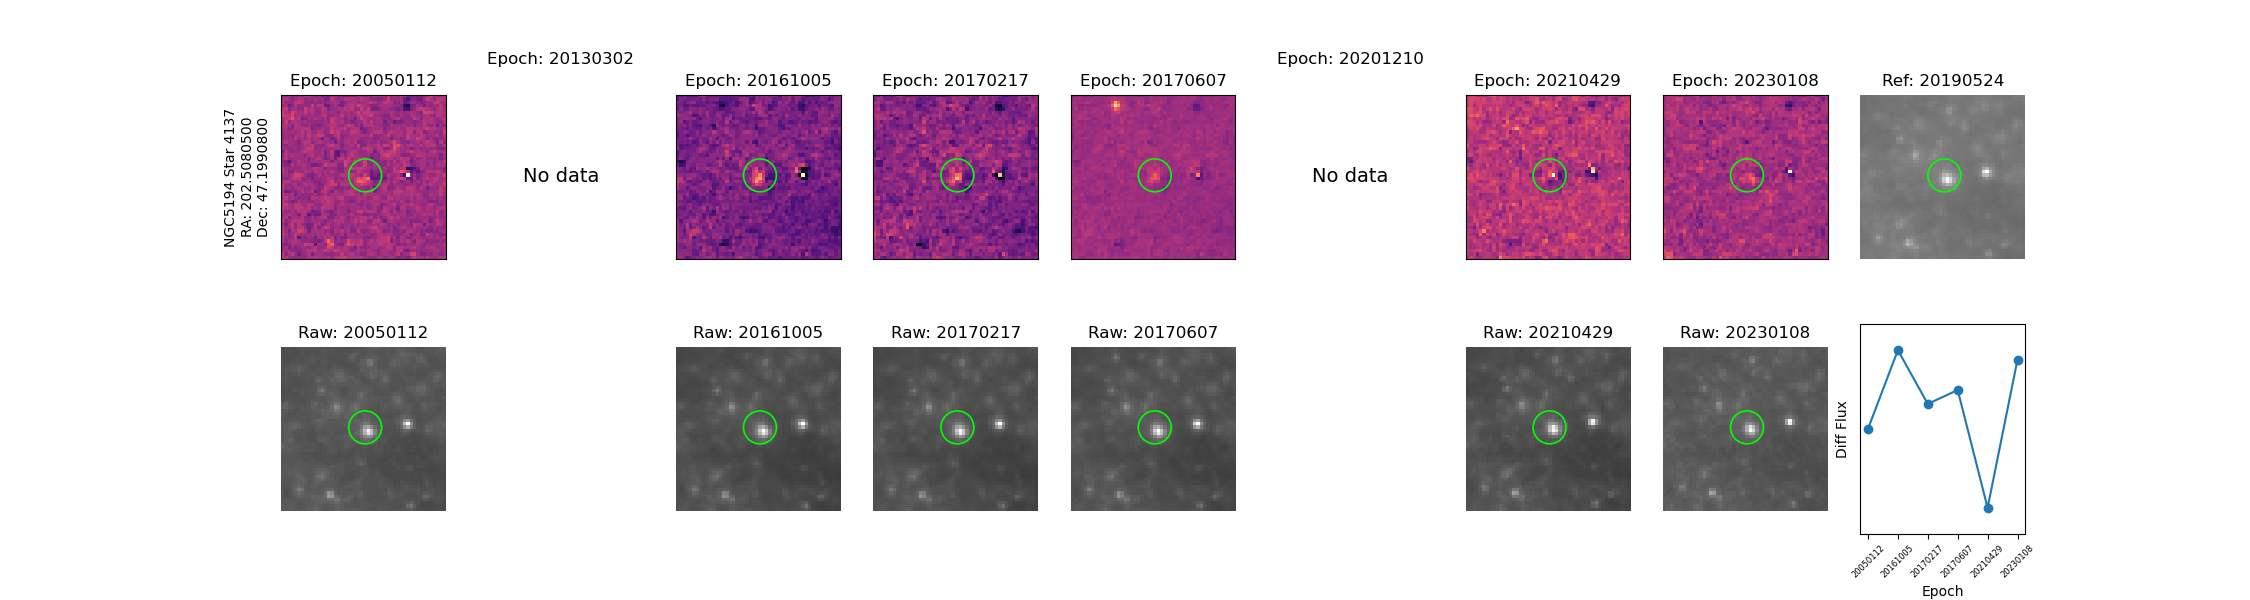 Epoch: 20130302
Epoch: 20201210
Epoch: 20050112
Epoch: 20161005
Epoch: 20170217
Epoch: 20170607
Epoch: 20210429
Epoch: 20230108
Ref: 20190524
NGC5194 Star 4137
RA: 202.5080500
Dec: 47.1990800
No data
No data
Raw: 20050112
Raw: 20161005
Raw: 20170217
Raw: 20170607
Raw: 20210429
Raw: 20230108
Diff Flux
20050112
20161005
20170217
20170607
20210429
20230108
Epoch